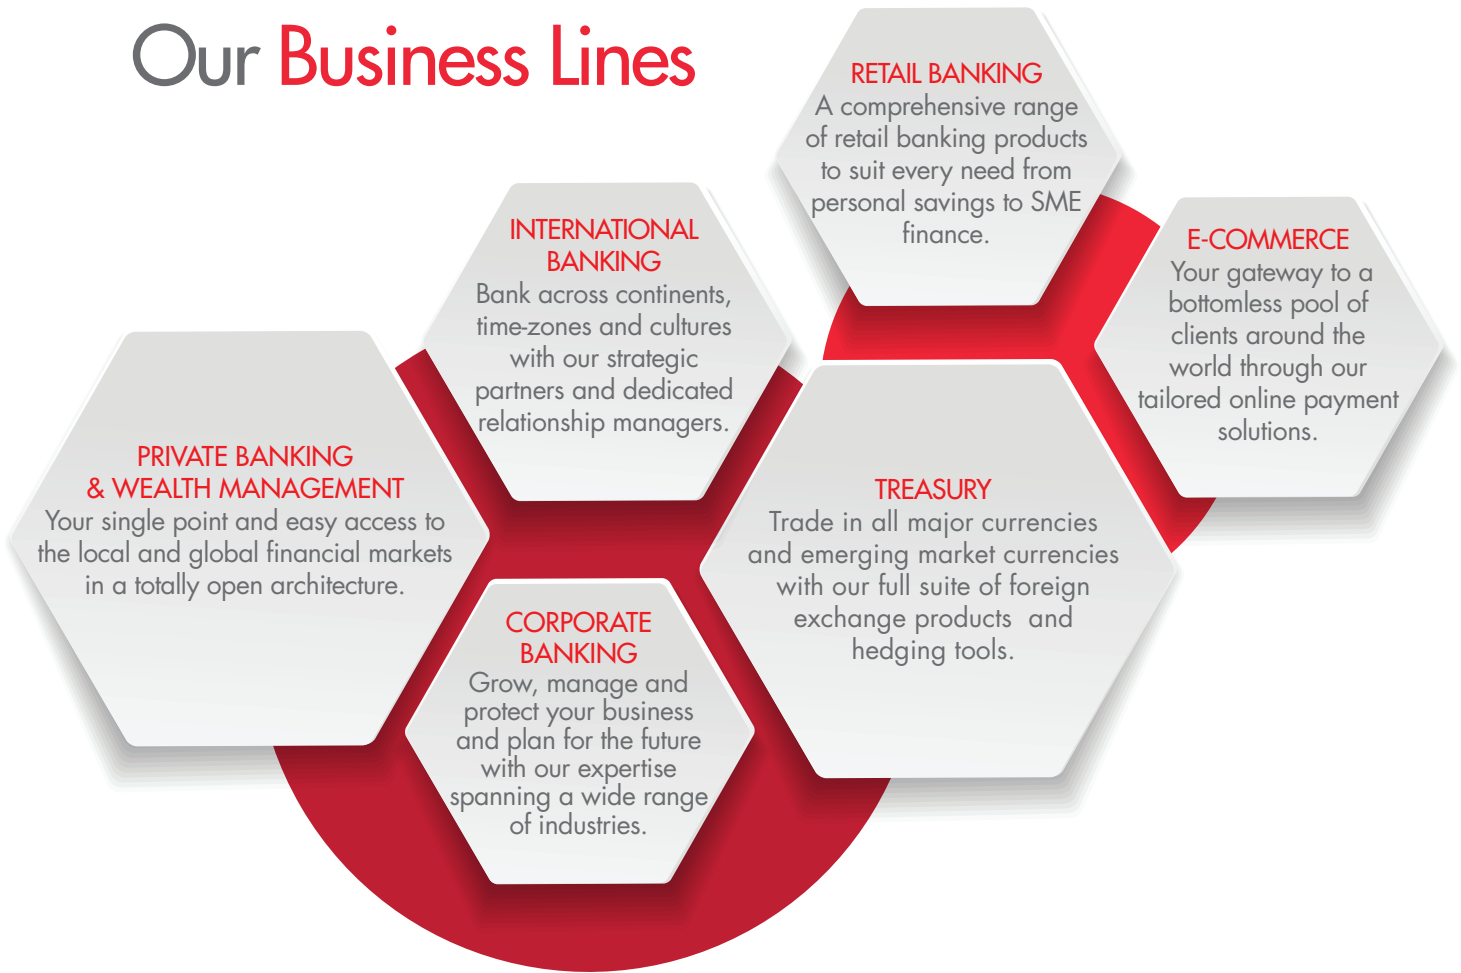 Our Business Lines
RETAIL BANKING
A comprehensive range
of retail banking products
to suit every need from
personal savings to SME
finance.
INTERNATIONAL
BANKING
Bank across continents,
time-zones and cultures
with our strategic
partners and dedicated
relationship managers.
E-COMMERCE
Your gateway to a
bottomless pool of
clients around the
world through our
tailored online payment
solutions.
PRIVATE BANKING
& WEALTH MANAGEMENT
Your single point and easy access to
the local and global financial markets
in a totally open architecture.
TREASURY
Trade in all major currencies
and emerging market currencies
with our full suite of foreign
exchange products  and
hedging tools.
CORPORATE
BANKING
Grow, manage and
protect your business
and plan for the future
with our expertise
spanning a wide range
of industries.